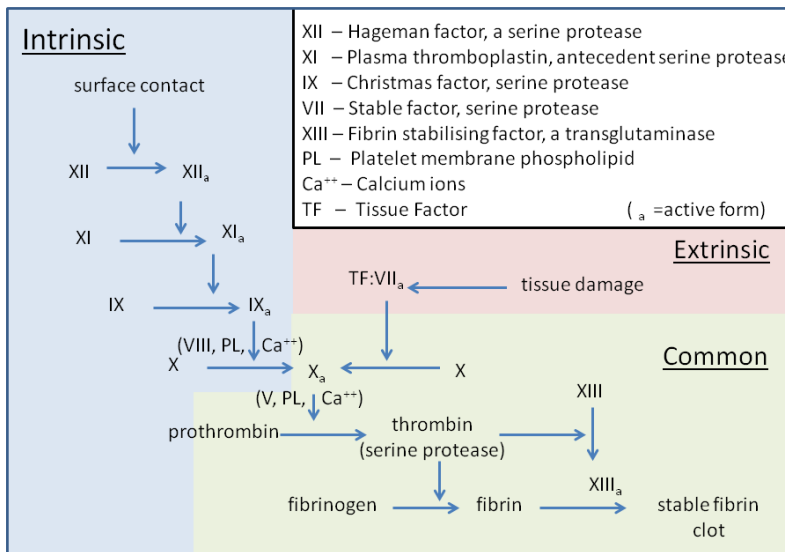 Intrinsic
surface contact
XII
XIIₐ
XI
XIₐ
IX
IXₐ
(VIII, PL, Ca⁺⁺)
X
XII – Hageman factor, a serine protease
XI – Plasma thromboplastin, antecedent serine protease
IX – Christmas factor, serine protease
VII – Stable factor, serine protease
XIII – Fibrin stabilising factor, a transglutaminase
PL – Platelet membrane phospholipid
Ca⁺⁺ – Calcium ions
TF – Tissue Factor ( ₐ =active form)
Extrinsic
TF:VIIₐ
tissue damage
Common
Xₐ
X
(V, PL, Ca⁺⁺)
XIII
prothrombin
thrombin
(serine protease)
XIIIₐ
fibrinogen
fibrin
stable fibrin
clot